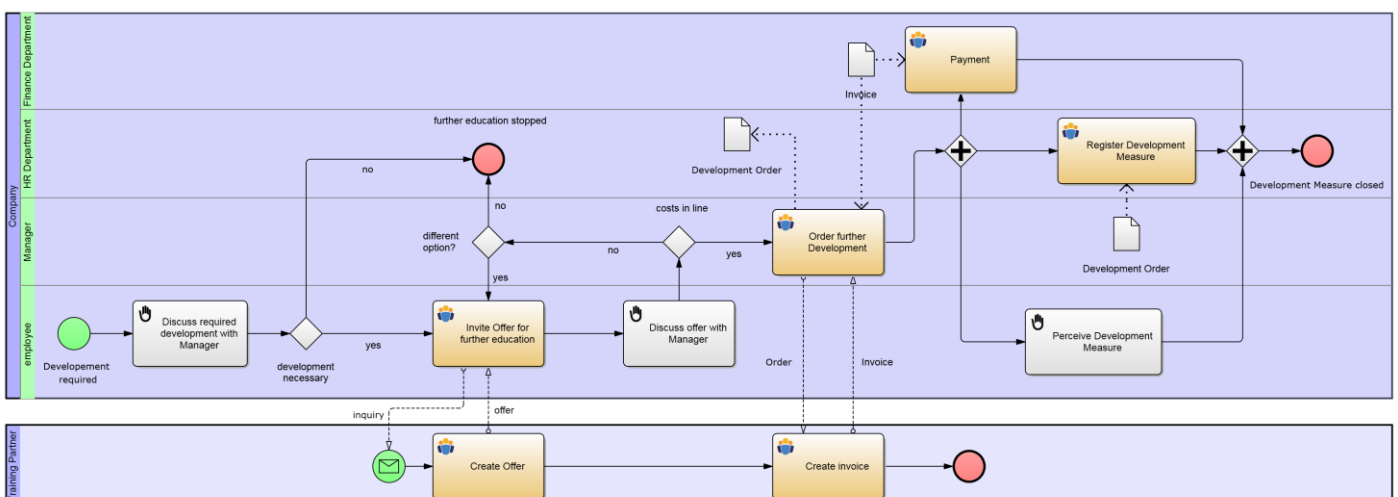 Company
Finance Department
HR Department
Manager
employee
Payment
Invoice
further education stopped
Development Order
Register Development
Measure
Development Measure closed
no
no
costs in line
different
option?
no
yes
yes
Order further
Development
Development Order
Developement
required
Discuss required
development with
Manager
development
necessary
yes
Invite Offer for
further education
Discuss offer with
Manager
Perceive Development
Measure
Order
Invoice
inquiry
offer
Create Offer
Create invoice
Partner